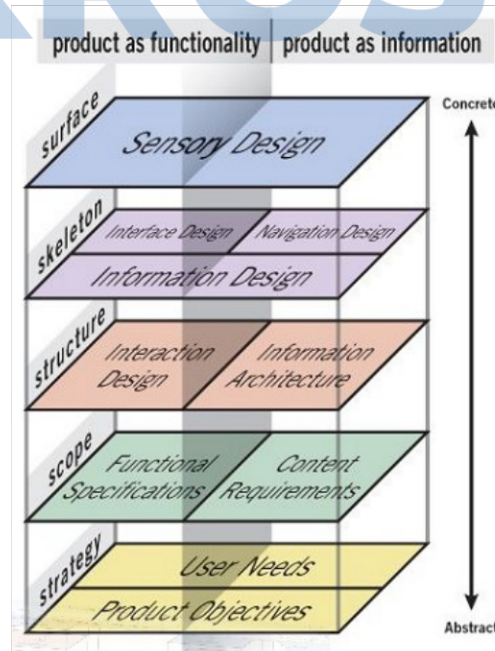 product as functionality product as information
Concrete
surface
Sensory Design
skeleton
Interface Design Navigation Design
Information Design
structure
Interaction Information
Design Architecture
scope
Functional Content
Specifications Requirements
strategy
User Needs
Product Objectives
Abstract